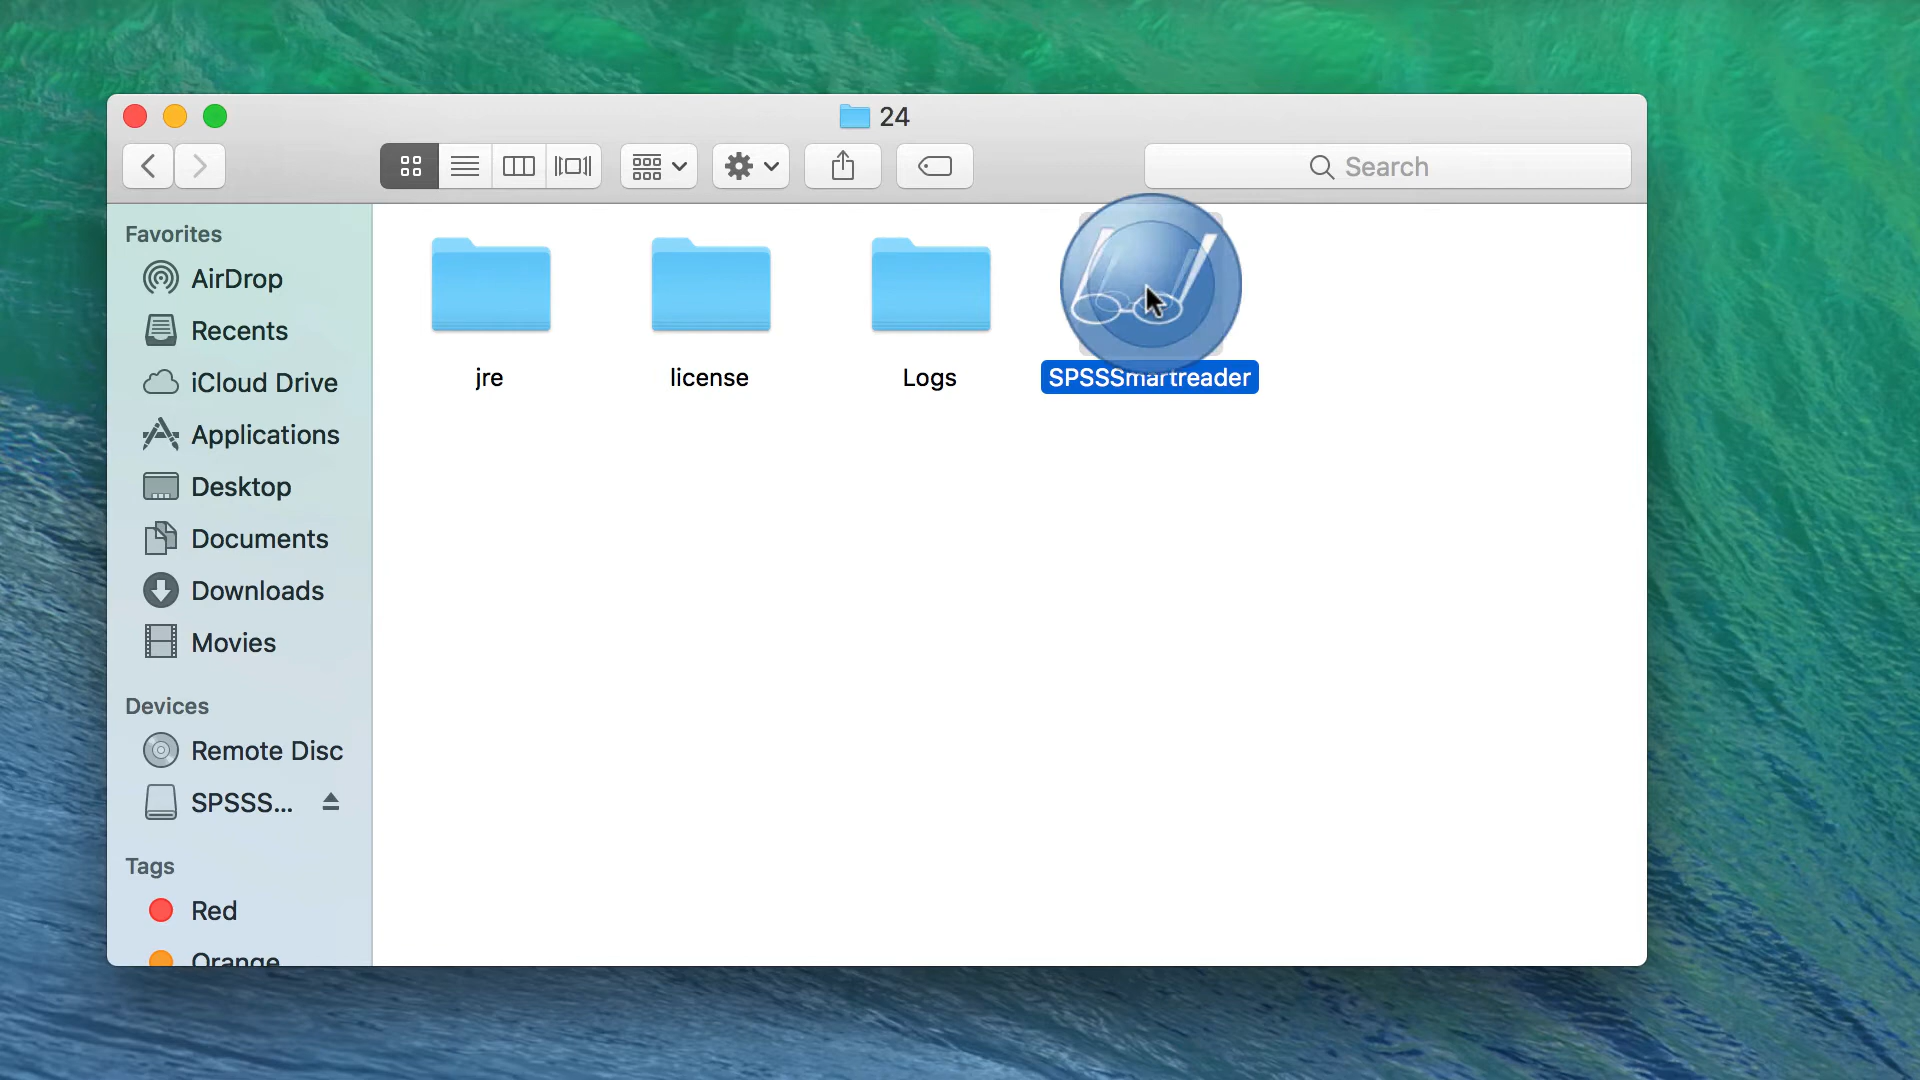 24
Search
Favorites
AirDrop
Recents
iCloud Drive
Applications
Desktop
Documents
Downloads
Movies
Devices
Remote Disc
SPSSS...
Tags
Red
Orange
jre
license
Logs
SPSSSmartreader